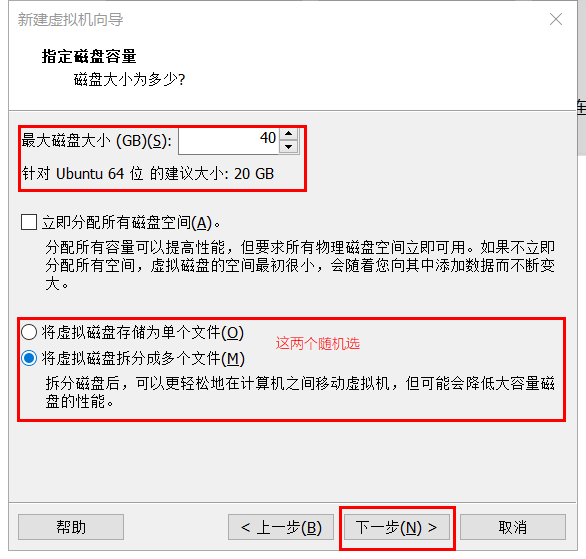 新建虚拟机向导
指定磁盘容量
磁盘大小为多少?
连
最大磁盘大小 (GB)(S): 40
针对 Ubuntu 64 位 的建议大小: 20 GB
立即分配所有磁盘空间(A)。
分配所有容量可以提高性能，但要求所有物理磁盘空间立即可用。如果不立即
分配所有空间，虚拟磁盘的空间最初很小，会随着您向其中添加数据而不断变
大。
将虚拟磁盘存储为单个文件(O)
这两个随机选
将虚拟磁盘拆分成多个文件(M)
拆分磁盘后，可以更轻松地在计算机之间移动虚拟机，但可能会降低大容量磁
盘的性能。
帮助 < 上一步(B) 下一步(N) > 取消